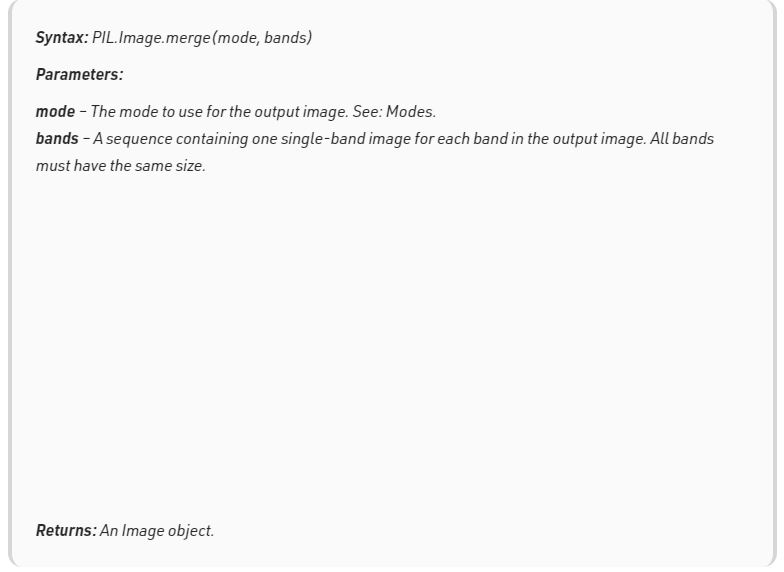 Syntax: PIL.Image.merge(mode, bands)
Parameters:
mode – The mode to use for the output image. See: Modes.
bands – A sequence containing one single-band image for each band in the output image. All bands
must have the same size.
Returns: An Image object.